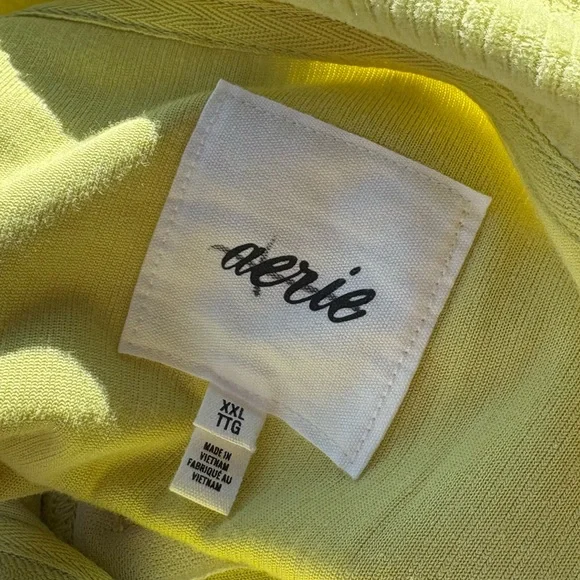 aerie
XXL
TTG
MADE IN
VIETNAM
FABRIQUÉ AU
VIETNAM